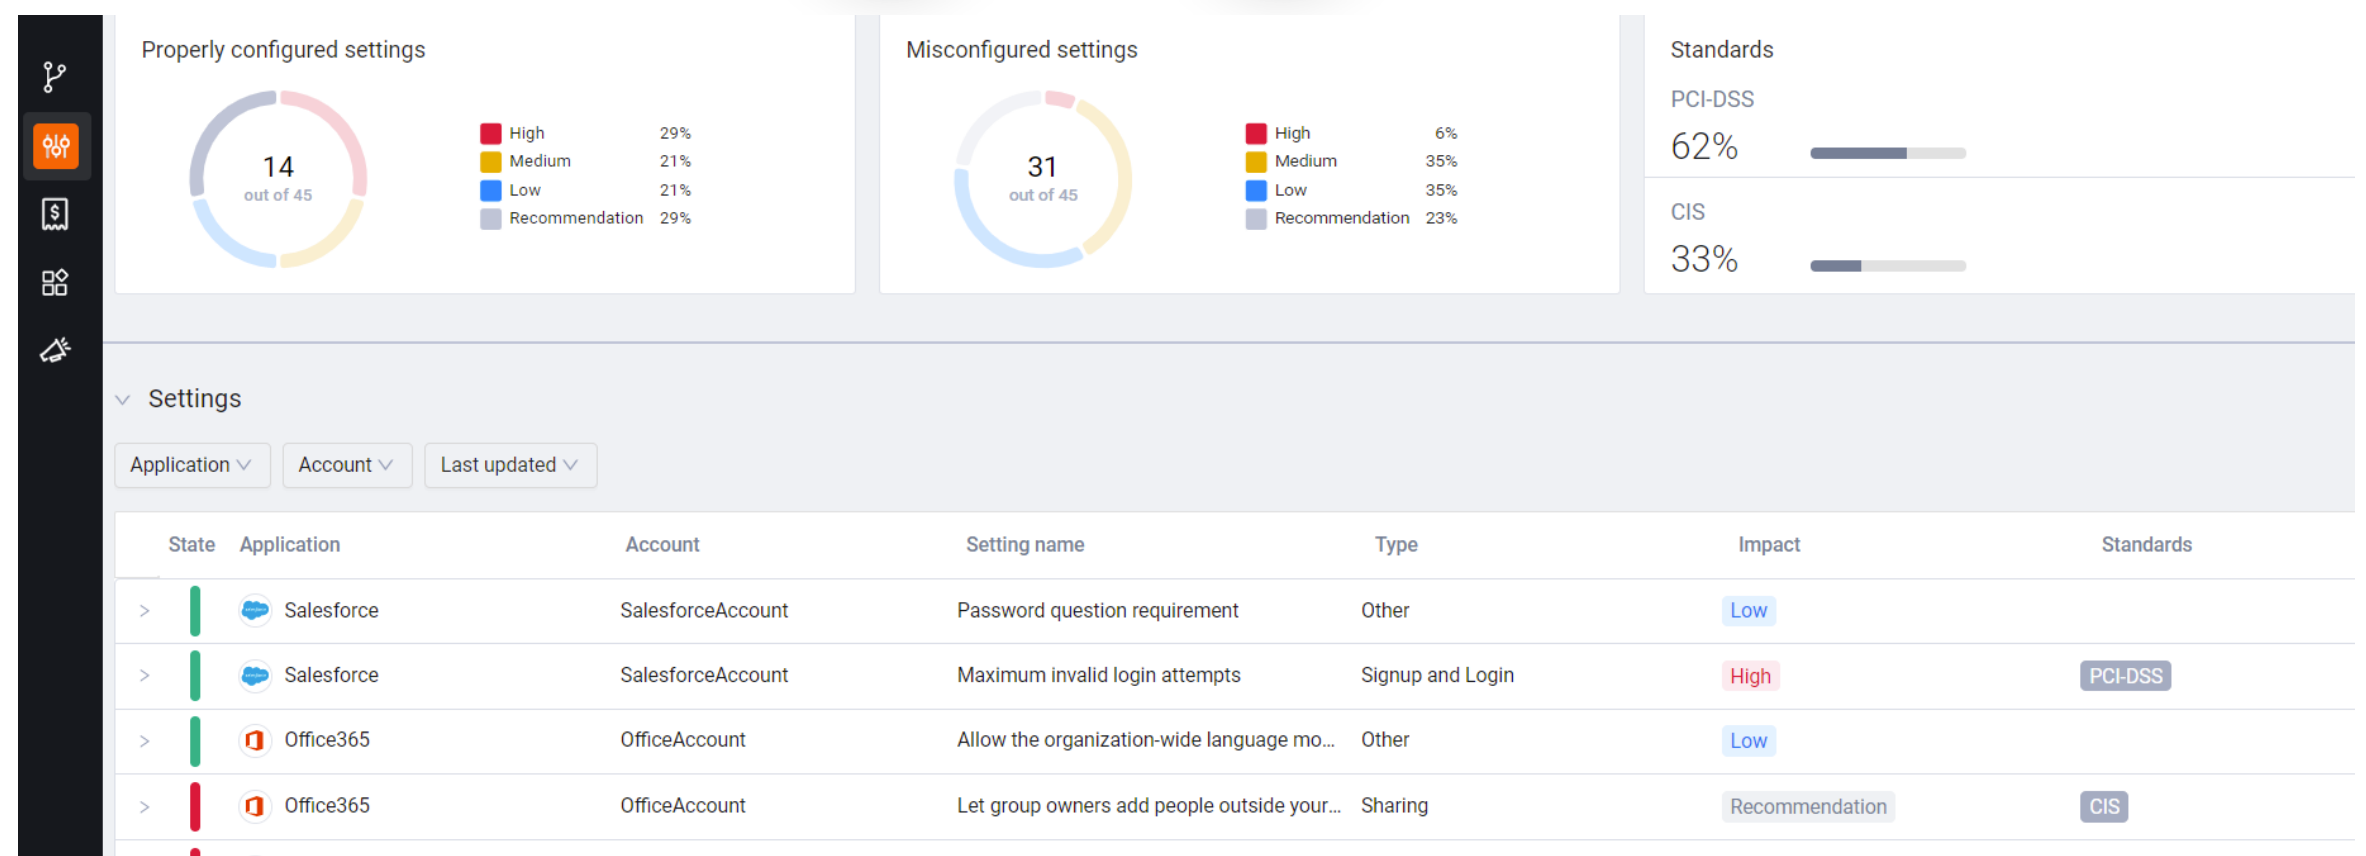 Properly configured settings
14
out of 45
High 29%
Medium 21%
Low 21%
Recommendation 29%
Misconfigured settings
31
out of 45
High 6%
Medium 35%
Low 35%
Recommendation 23%
Standards
PCI-DSS
62%
CIS
33%
Settings
Application Account Last updated
State Application Account Setting name Type Impact Standards
Salesforce SalesforceAccount Password question requirement Other Low
Salesforce SalesforceAccount Maximum invalid login attempts Signup and Login High PCI-DSS
Office365 OfficeAccount Allow the organization-wide language mo... Other Low
Office365 OfficeAccount Let group owners add people outside your... Sharing Recommendation CIS